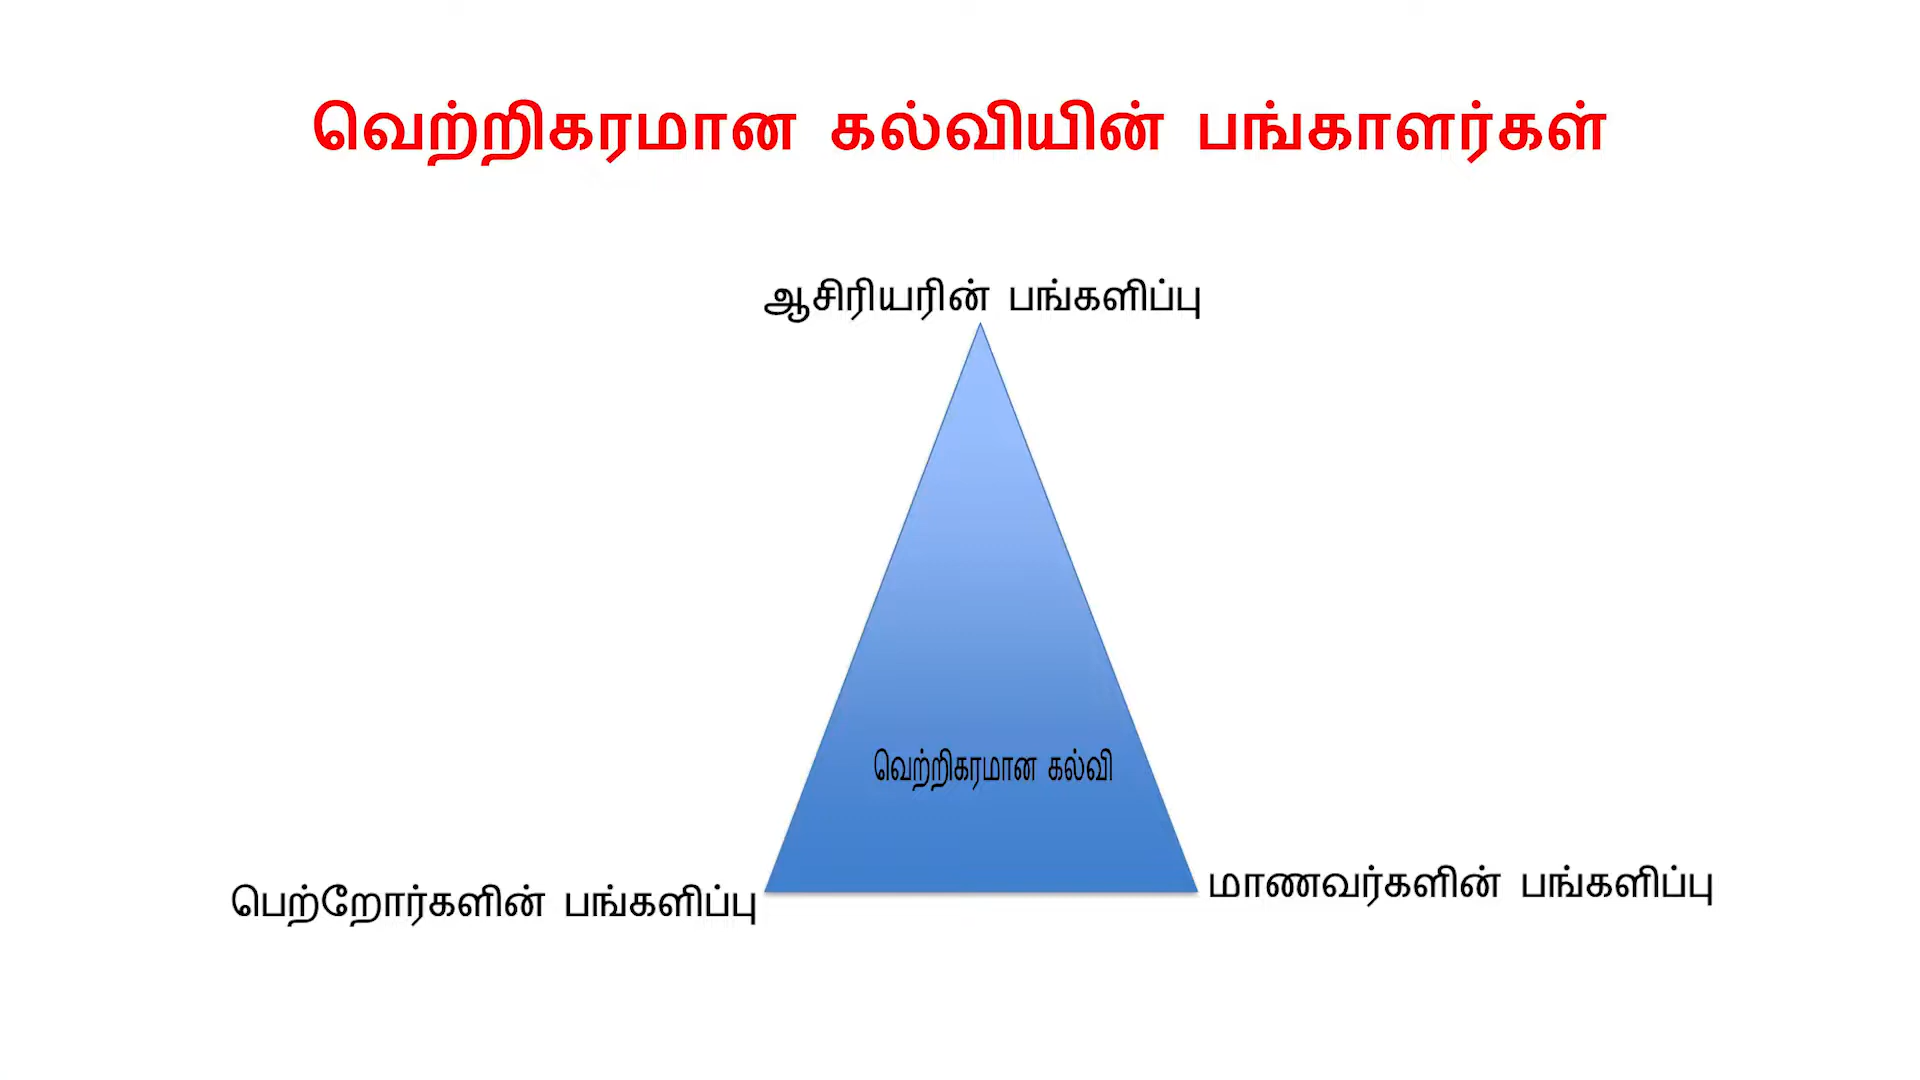 வெற்றிகரமான கல்வியின் பங்காளர்கள்
ஆசிரியரின் பங்களிப்பு
வெற்றிகரமான கல்வி
பெற்றோர்களின் பங்களிப்பு
மாணவர்களின் பங்களிப்பு